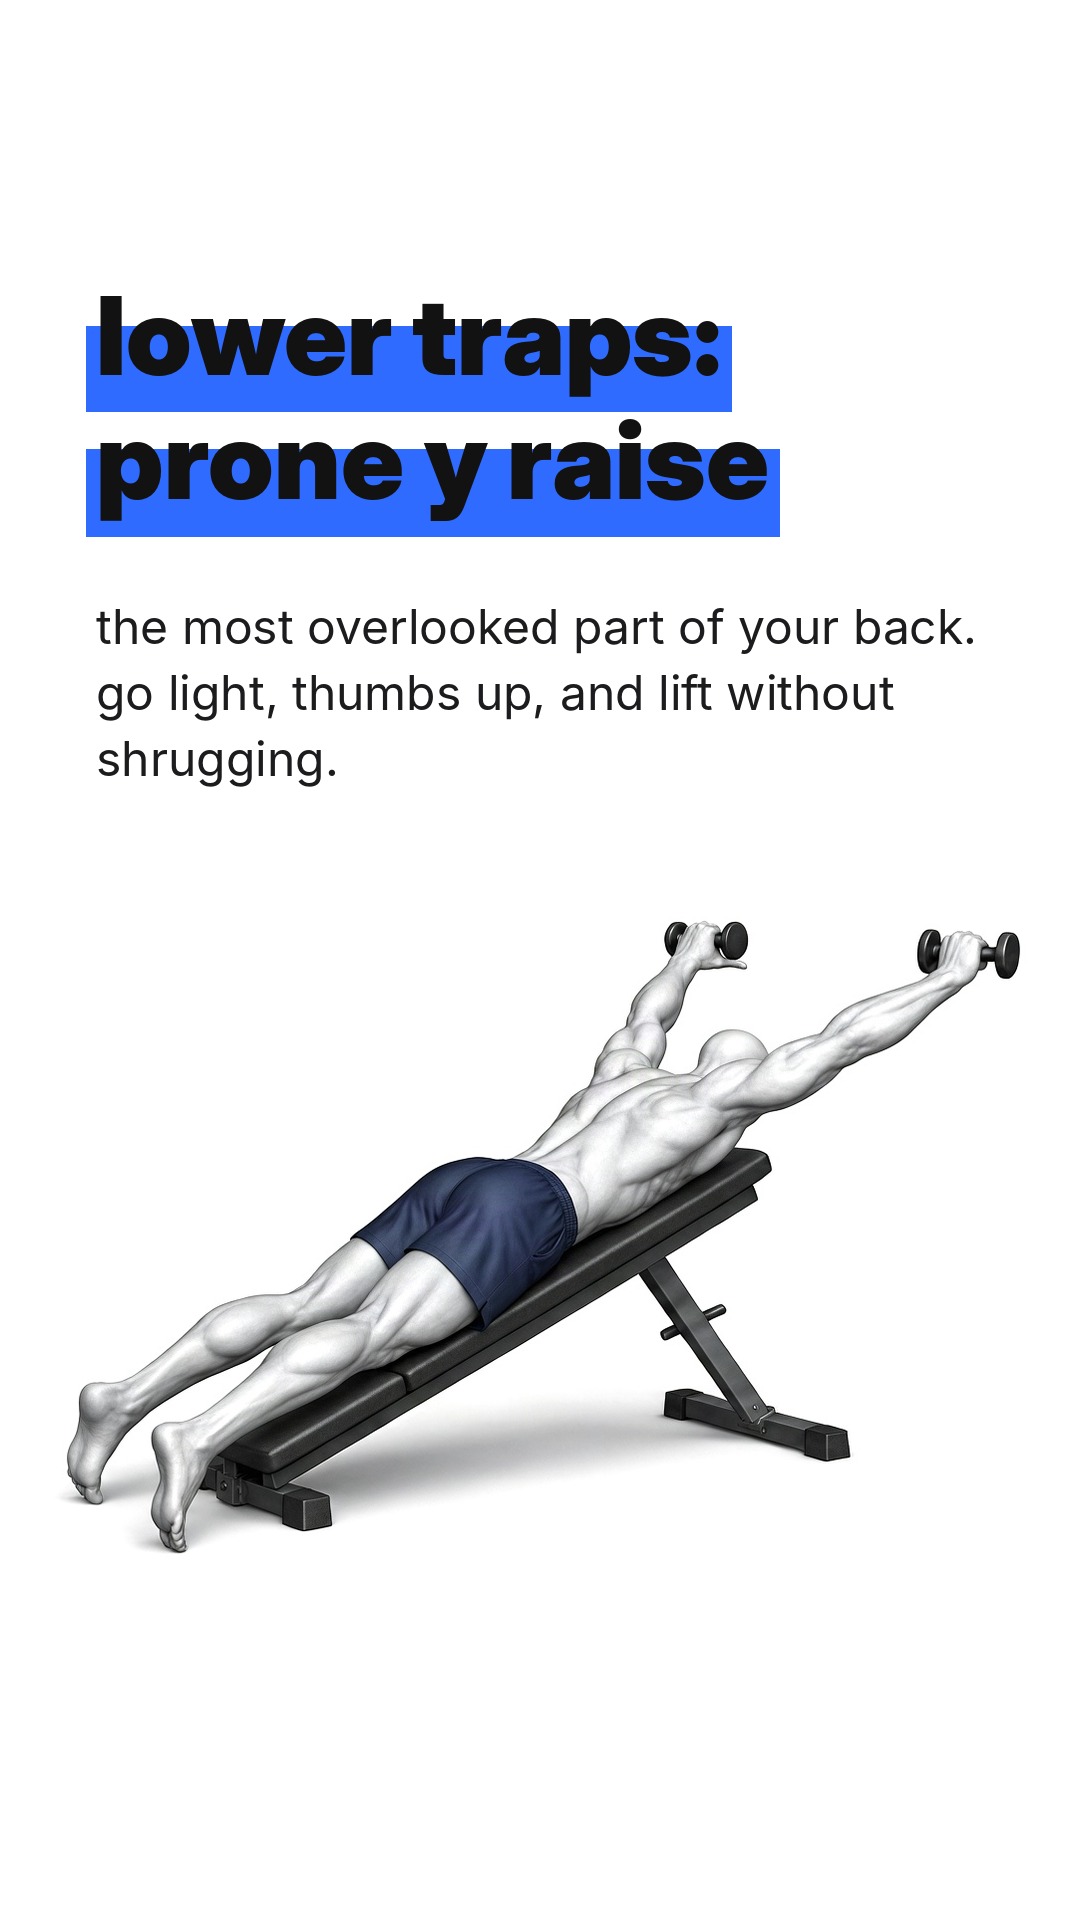 lower traps:
prone y raise
the most overlooked part of your back.
go light, thumbs up, and lift without
shrugging.